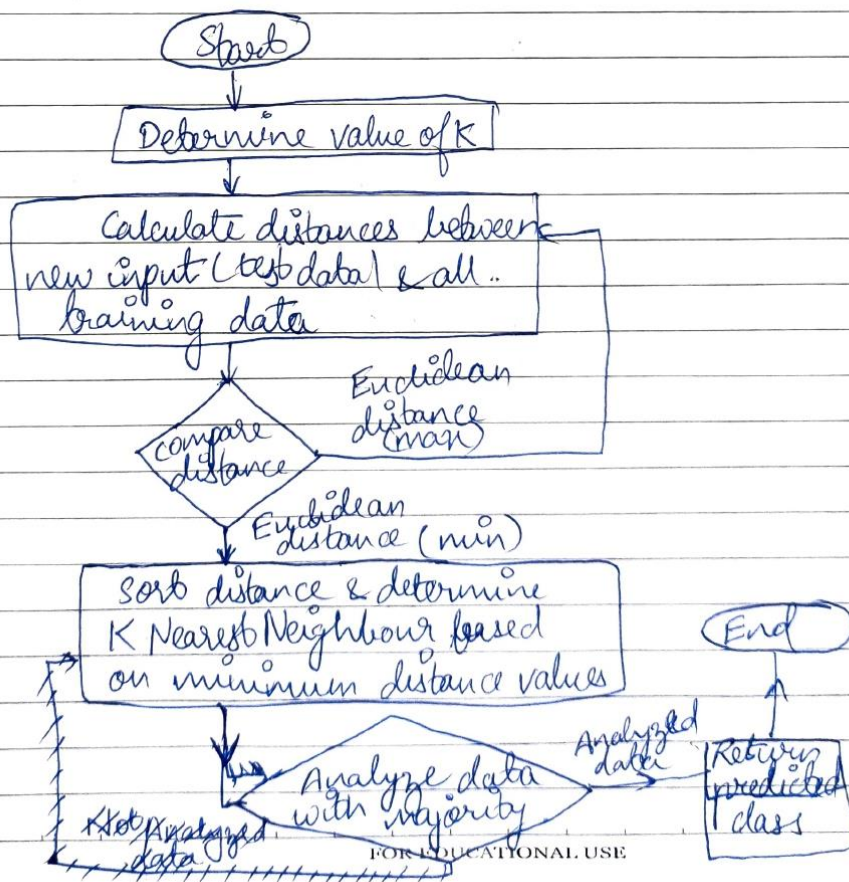 Start
Determine value of K
Calculate distances between
new input (test data) & all ..
training data
Euclidean
distance
(max)
compare
distance
Euclidean
distance (min)
Sort distance & determine
K Nearest Neighbour based
on minimum distance values
End
Analyze data
with majority
Analyzed
data
Return
predicted
class
Not Analyzed
data
FOR EDUCATIONAL USE